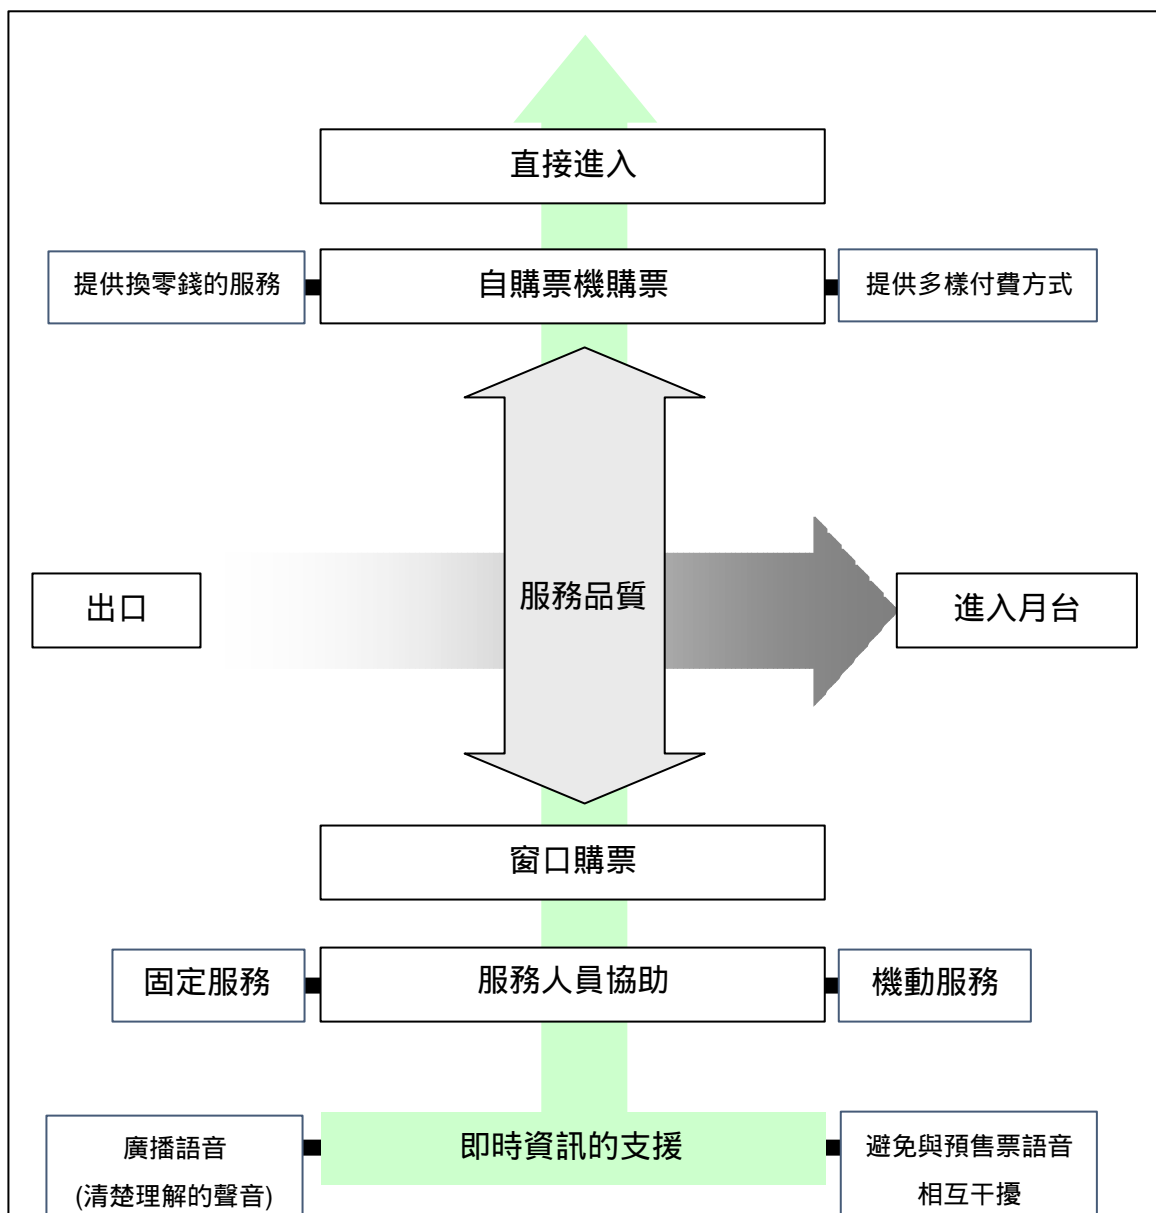 直接進入
提供換零錢的服務
自購票機購票
提供多樣付費方式
服務品質
出口
進入月台
窗口購票
固定服務
服務人員協助
機動服務
廣播語音
(清楚理解的聲音)
即時資訊的支援
避免與預售票語音
相互干擾